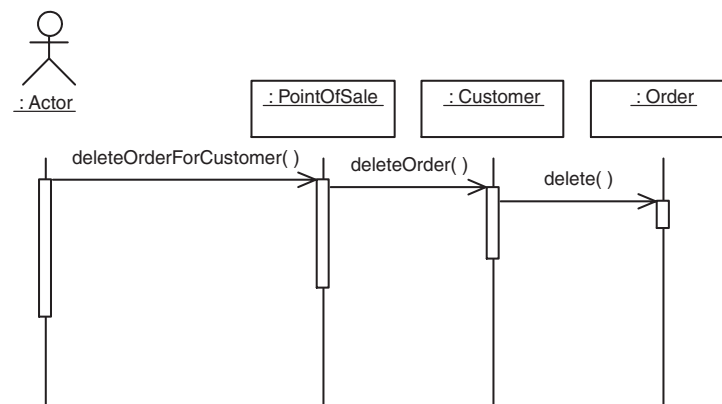 : Actor
: PointOfSale
: Customer
: Order
deleteOrderForCustomer( )
deleteOrder( )
delete( )